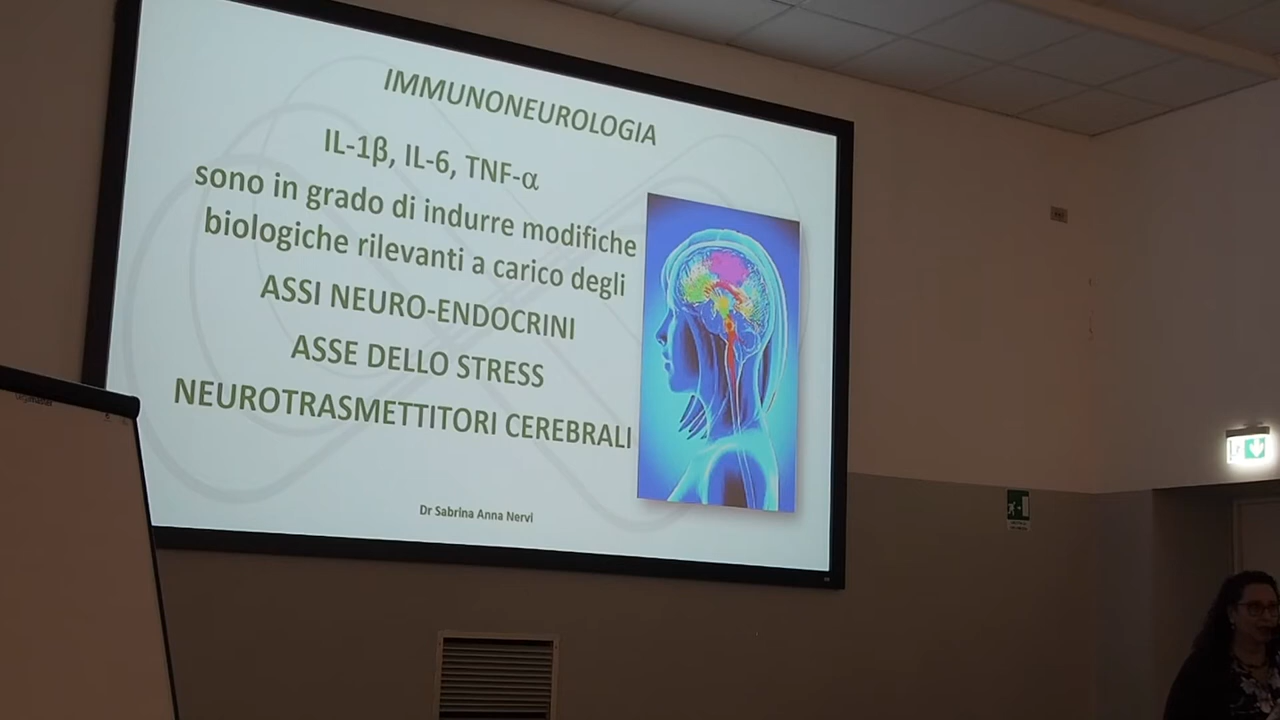 IMMUNONEUROLOGIA
IL-1β, IL-6, TNF-α
sono in grado di indurre modifiche
biologiche rilevanti a carico degli
ASSI NEURO-ENDOCRINI
ASSE DELLO STRESS
NEUROTRASMETTITORI CEREBRALI
Dr Sabrina Anna Nervi